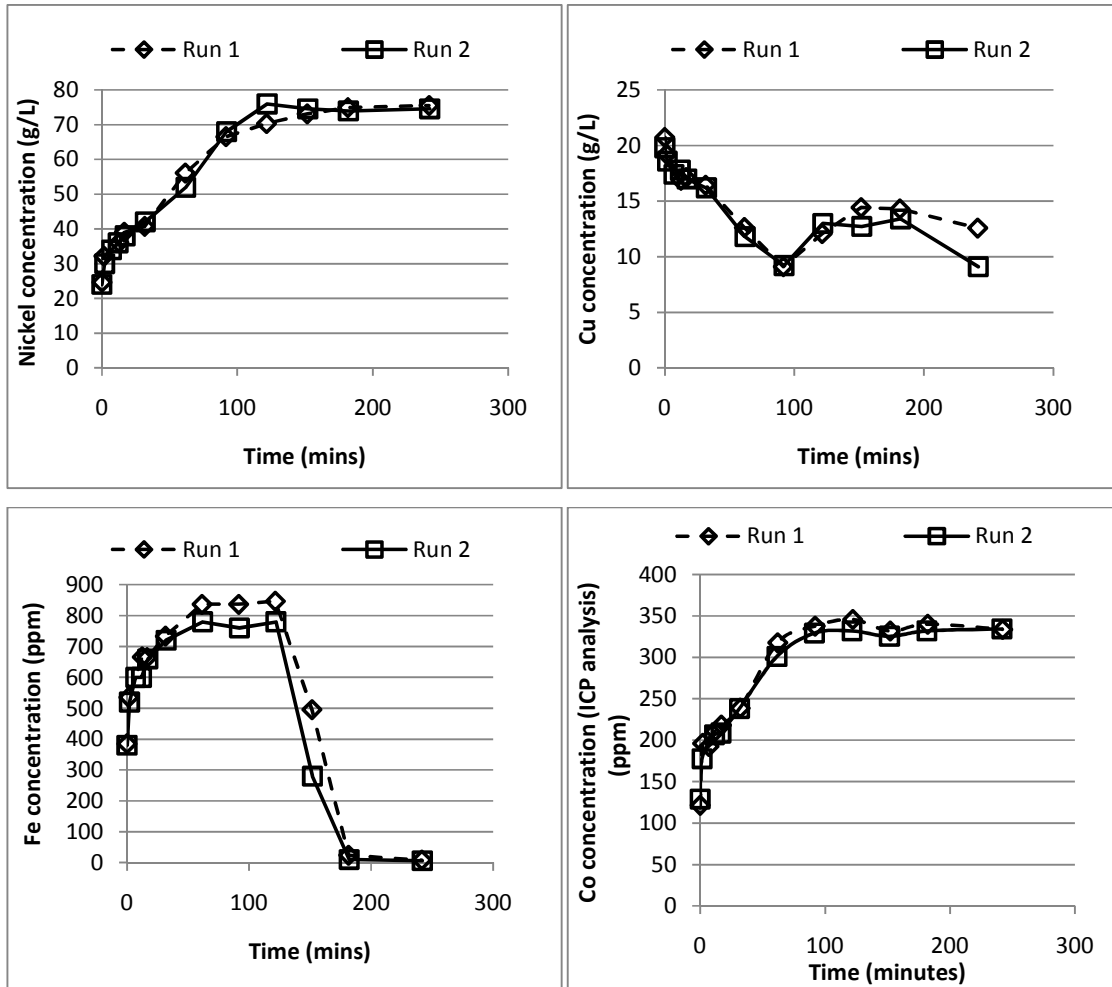 Run 1 Run 2
Nickel concentration (g/L)
80
70
60
50
40
30
20
10
0
0 100 200 300
Time (mins)
Run 1 Run 2
Cu concentration (g/L)
25
20
15
10
5
0
0 100 200 300
Time (mins)
Run 1 Run 2
Fe concentration (ppm)
900
800
700
600
500
400
300
200
100
0
0 100 200 300
Time (mins)
Run 1 Run 2
Co concentration (ICP analysis)
(ppm)
400
350
300
250
200
150
100
50
0
0 100 200 300
Time (minutes)